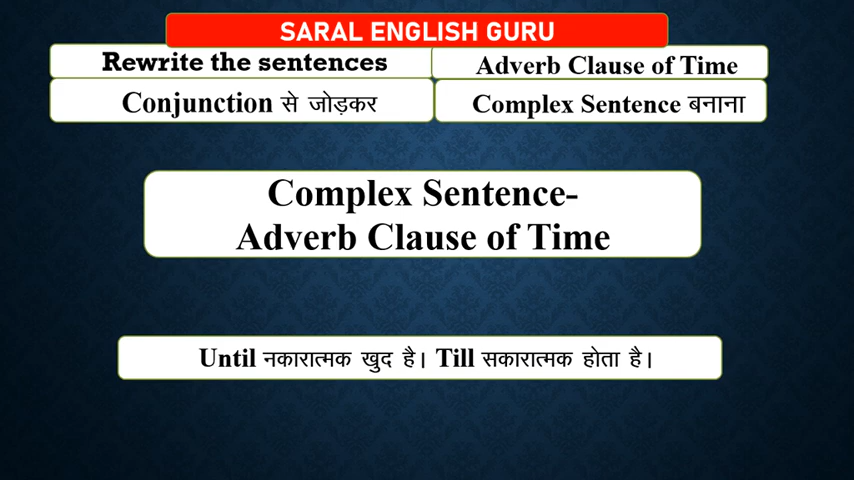 SARAL ENGLISH GURU
Rewrite the sentences
Adverb Clause of Time
Conjunction से जोड़कर
Complex Sentence बनाना
Complex Sentence-
Adverb Clause of Time
Until नकारात्मक खुद है। Till सकारात्मक होता है।